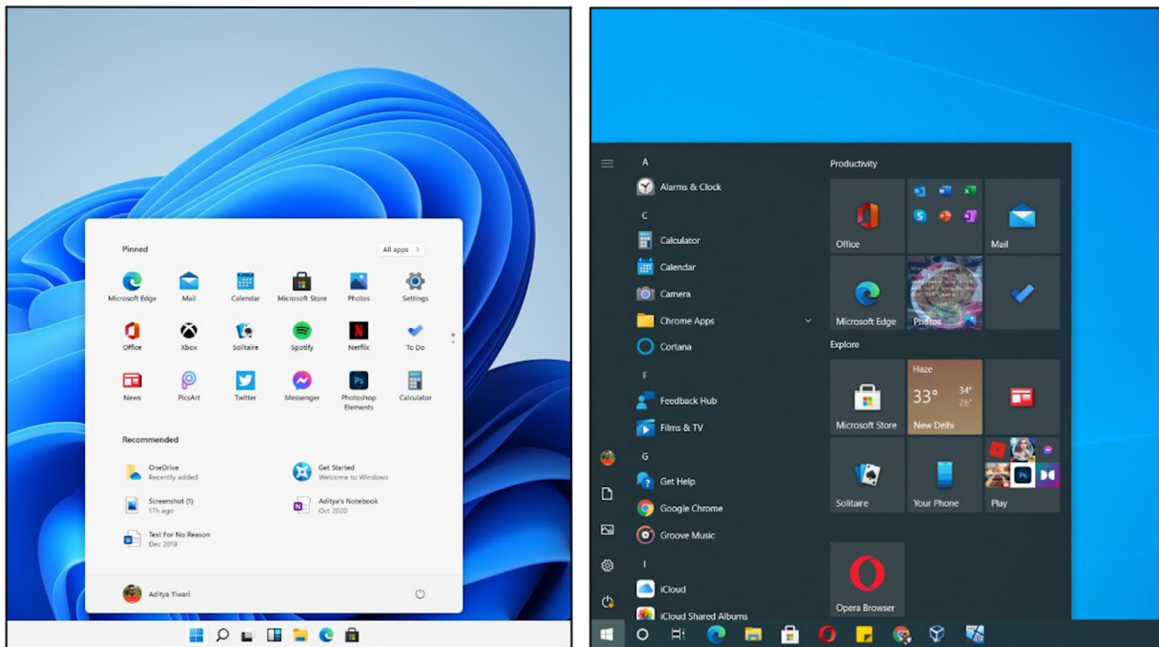 Pinned
All apps >
Microsoft Edge
Mail
Calendar
Microsoft Store
Photos
Settings
Office
Xbox
Solitaire
Spotify
Netflix
To Do
News
PicsArt
Twitter
Messenger
Photoshop
Elements
Calculator
Recommended
OneDrive
Recently added
Get Started
Welcome to Windows
Screenshot (1)
17h ago
Aditya's Notebook
Oct 2020
Test For No Reason
Dec 2019
Aditya Tiwari
A
Alarms & Clock
C
Calculator
Calendar
Camera
Chrome Apps
Cortana
F
Feedback Hub
Films & TV
G
Get Help
Google Chrome
Groove Music
I
iCloud
iCloud Shared Albums
Productivity
Office
Mail
Microsoft Edge
Photos
Explore
Microsoft Store
Haze
33° 34°
26°
New Delhi
Solitaire
Your Phone
Play
Opera Browser